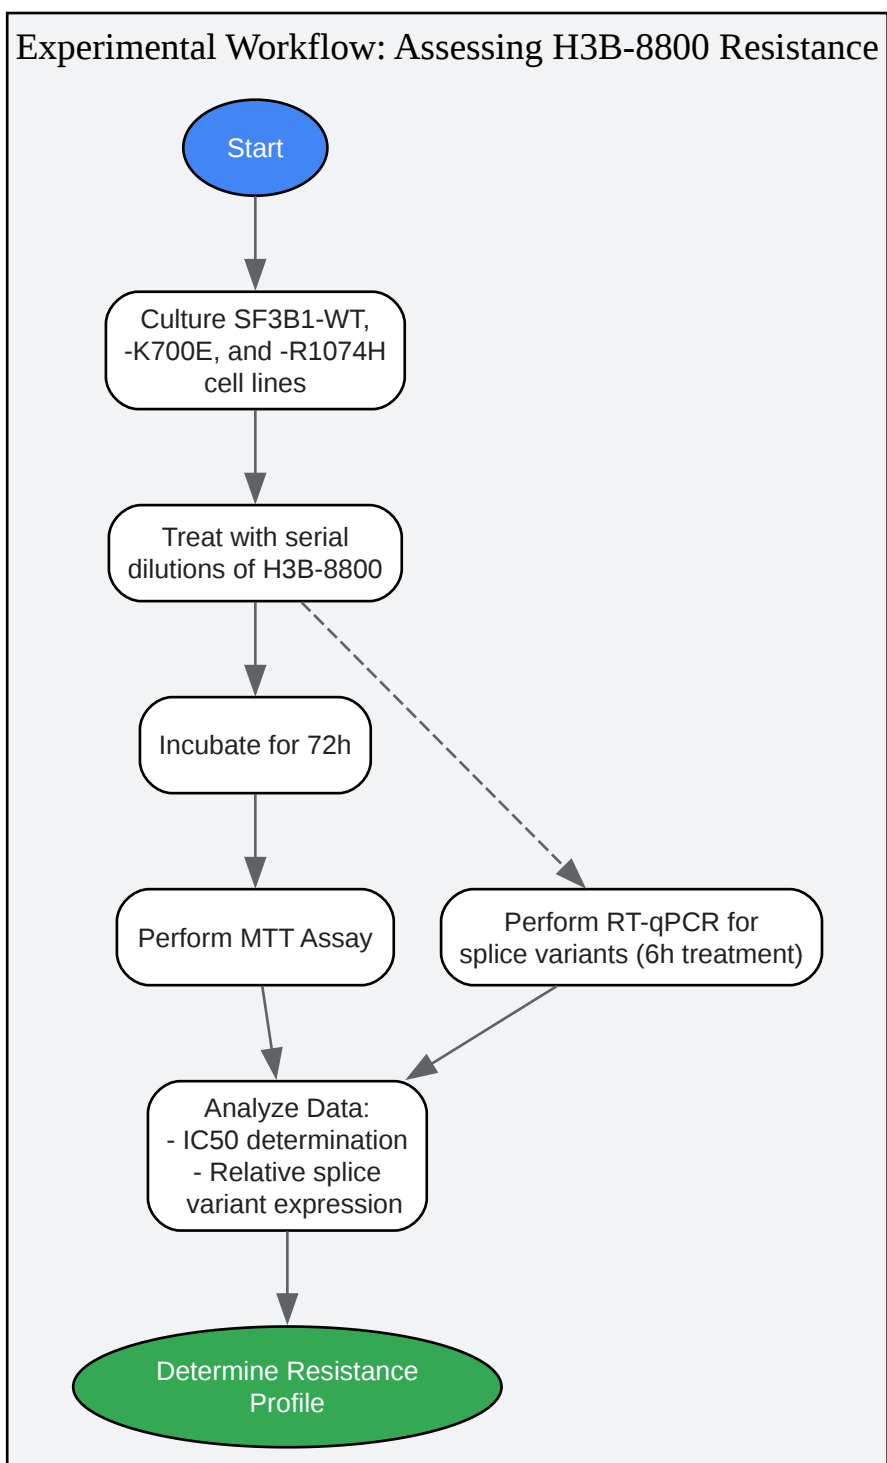 Experimental Workflow: Assessing H3B-8800 Resistance
Start
Culture SF3B1-WT,
-K700E, and -R1074H
cell lines
Treat with serial
dilutions of H3B-8800
Incubate for 72h
Perform MTT Assay
Perform RT-qPCR for
splice variants (6h treatment)
Analyze Data:
- IC50 determination
- Relative splice
variant expression
Determine Resistance
Profile